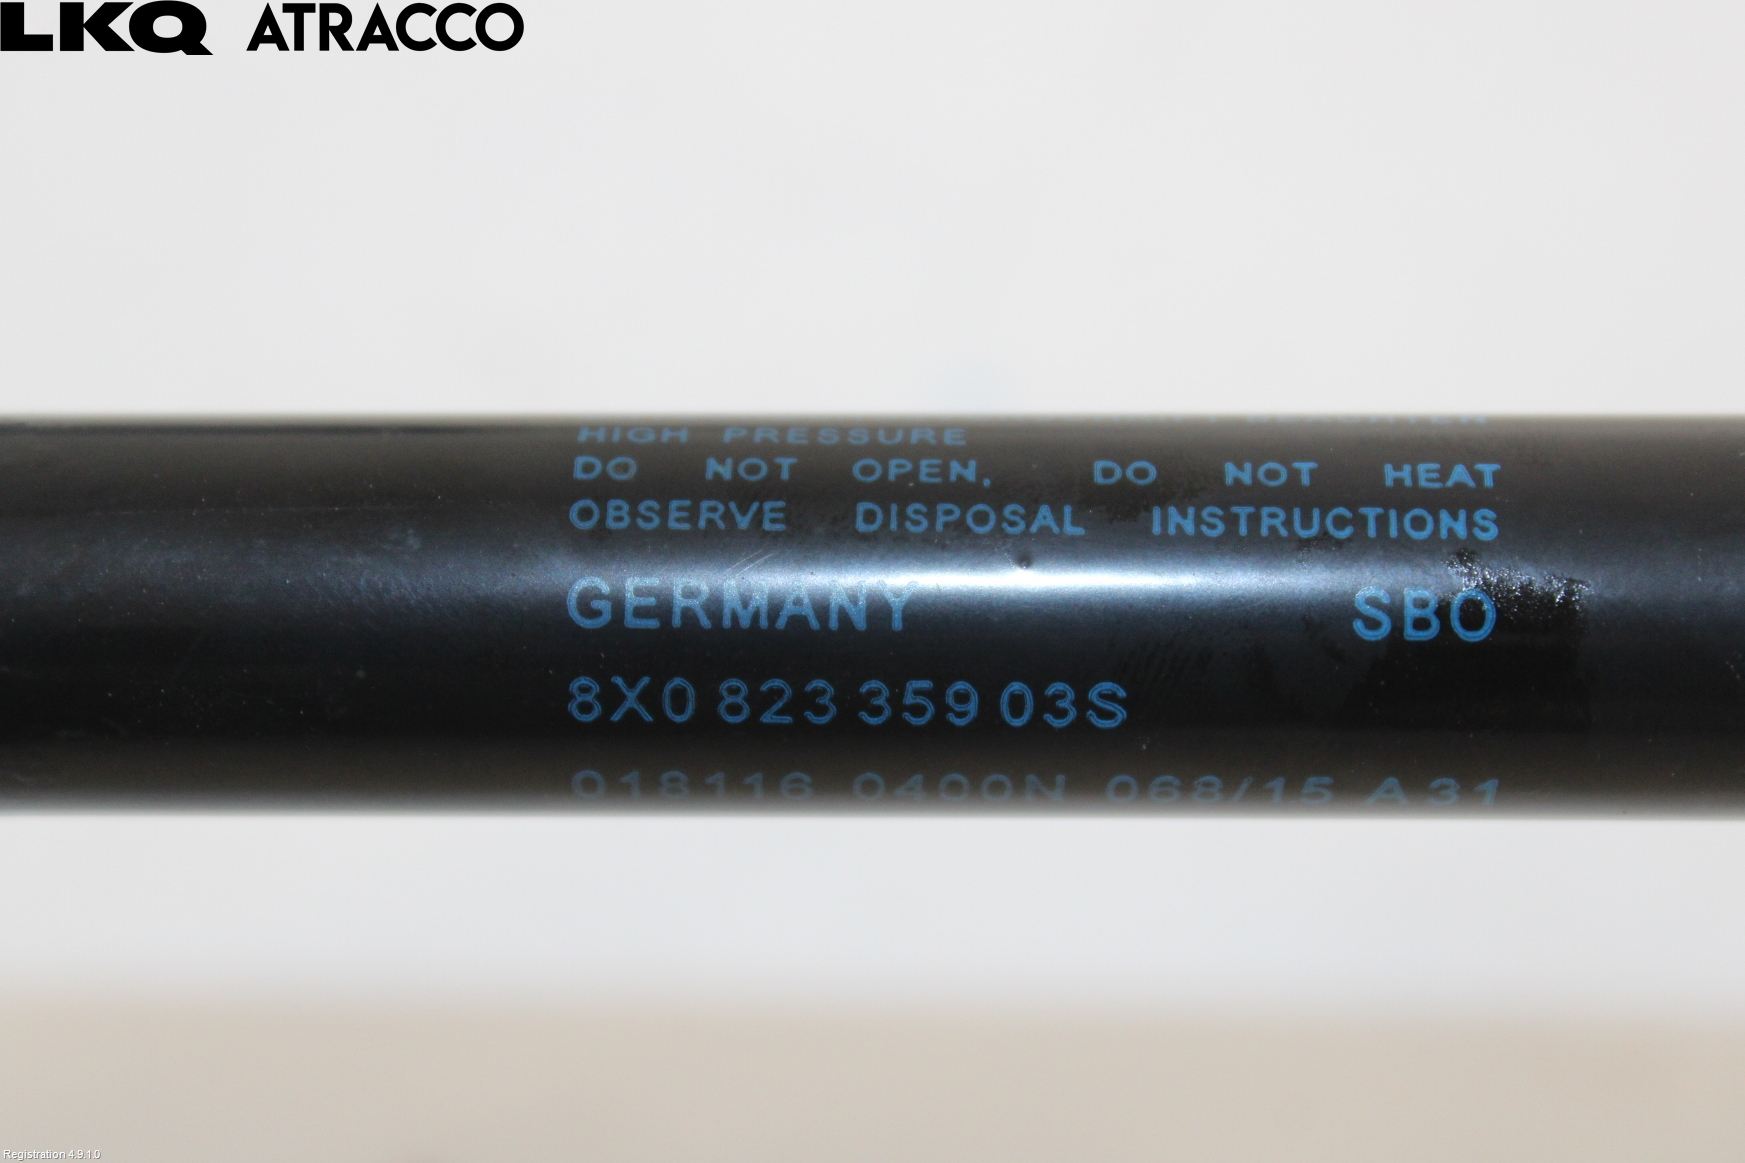 LKQ ATRACCO
HIGH PRESSURE
DO NOT OPEN, DO NOT HEAT
OBSERVE DISPOSAL INSTRUCTIONS
GERMANY SBO
8X0 823 359 03S
018116 0400N 068/15 A31
Registration 4.9.1.0